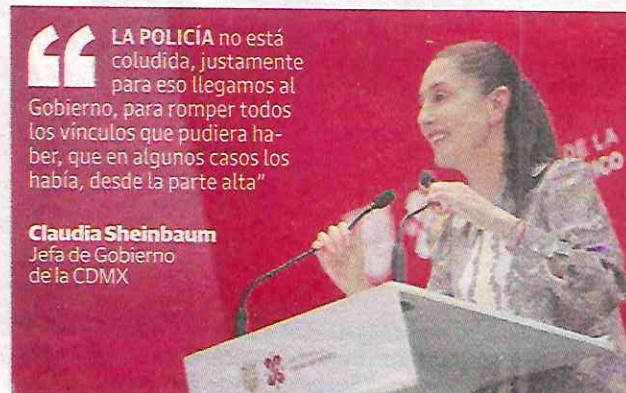 “LA POLICÍA no está
coludida, justamente
para eso llegamos al
Gobierno, para romper todos
los vínculos que pudiera ha-
ber, que en algunos casos los
había, desde la parte alta”
Claudia Sheinbaum
Jefa de Gobierno
de la CDMX
DE LA